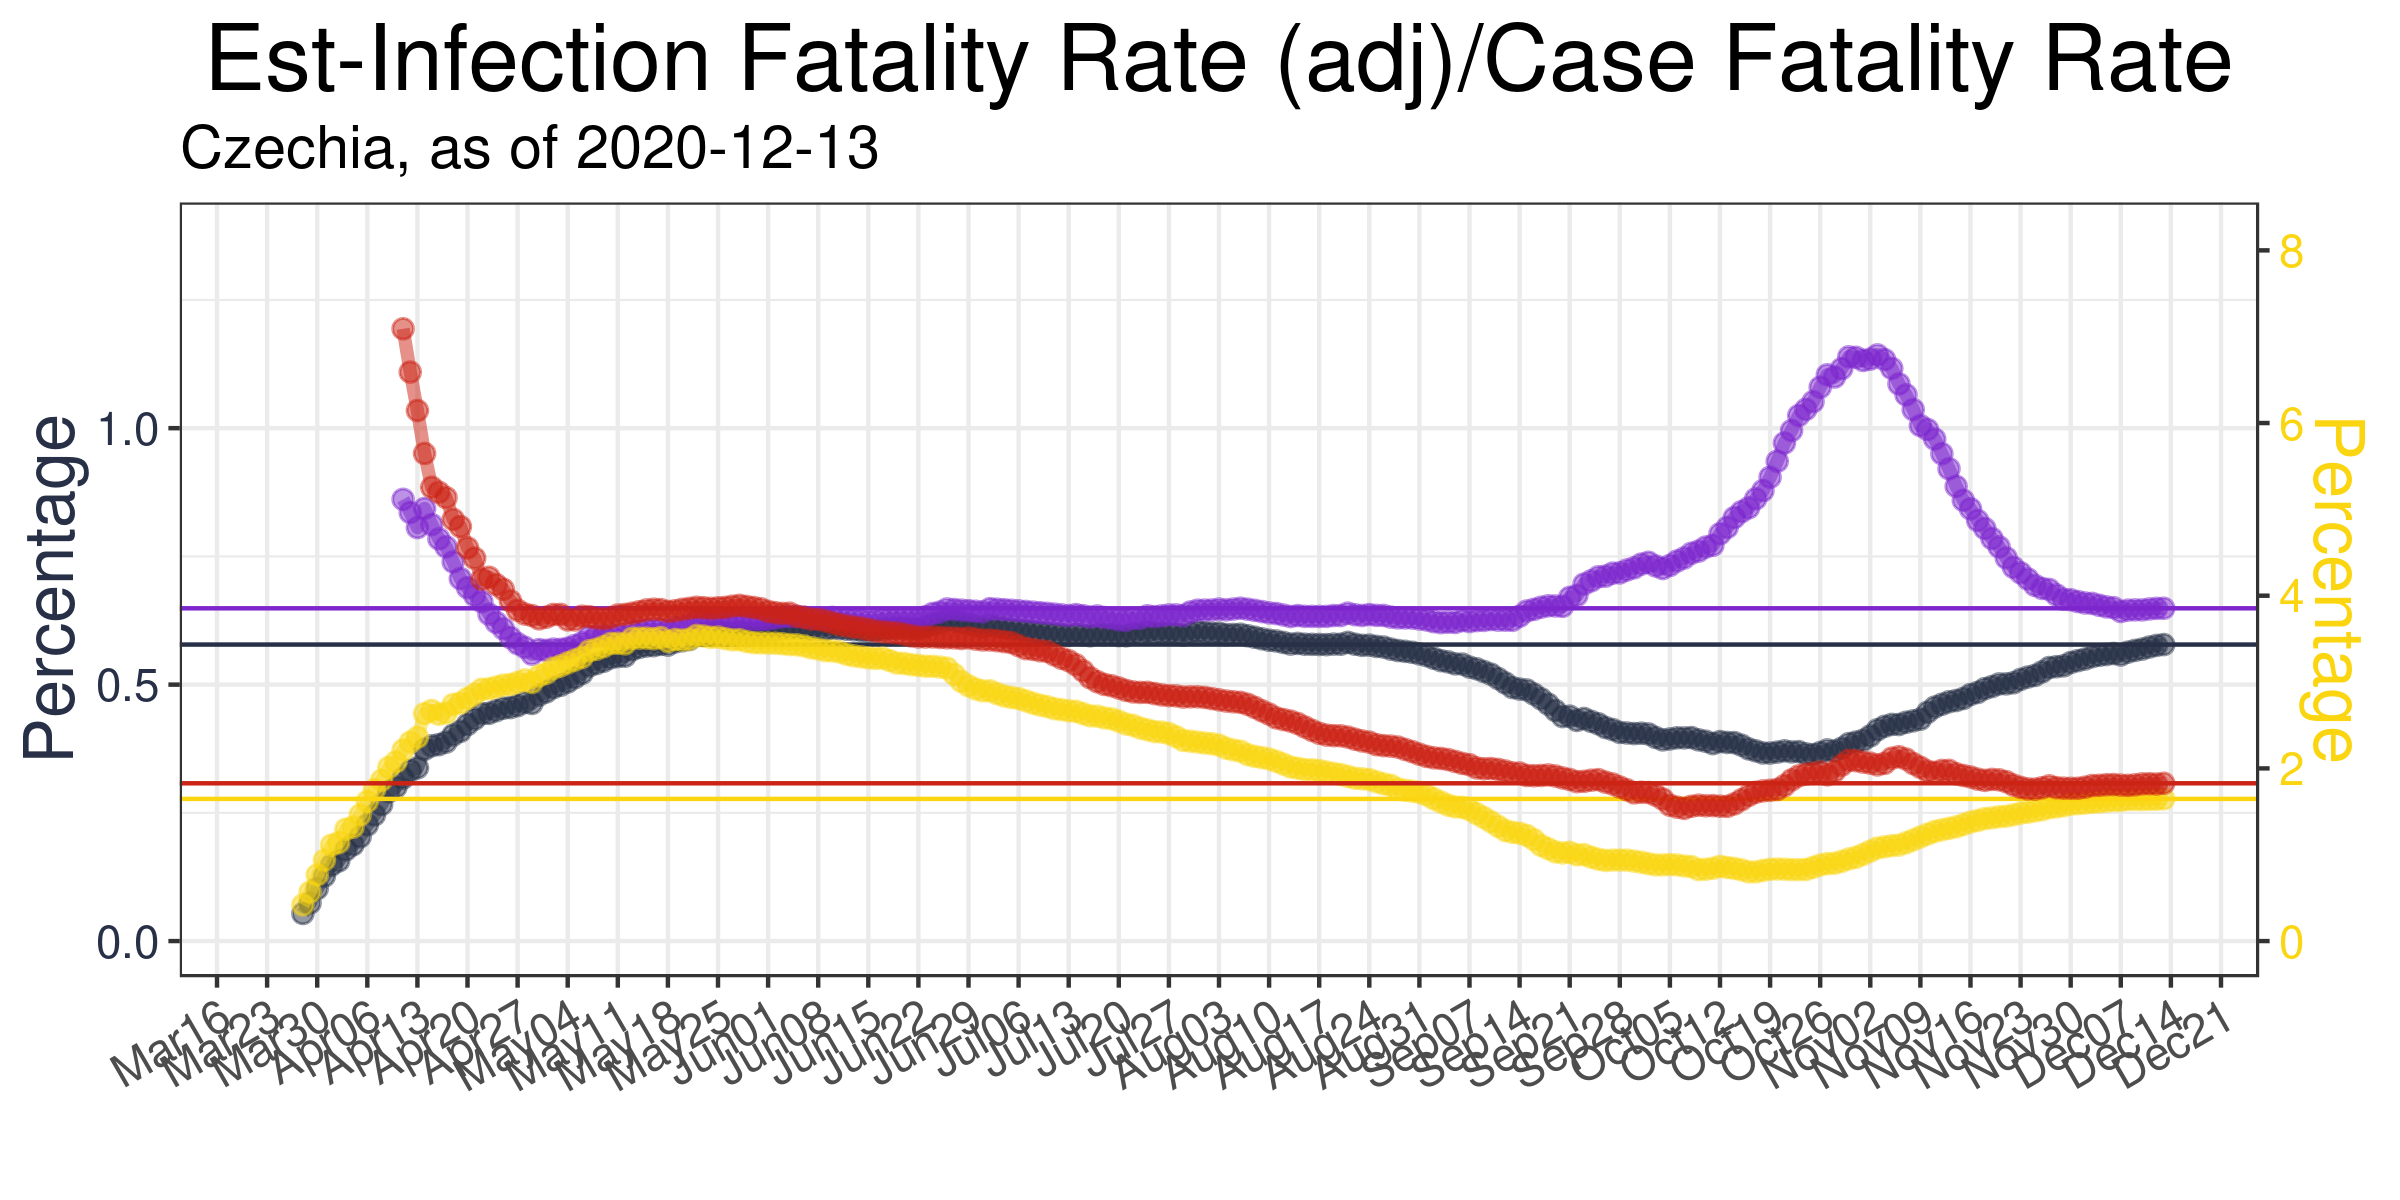 Est-Infection Fatality Rate (adj)/Case Fatality Rate
Czechia, as of 2020-12-13
Percentage
1.0
0.5
0.0
8
6
4
2
0
Percentage
Mar16
Mar23
Mar30
Apr06
Apr13
Apr20
Apr27
May04
May11
May18
May25
Jun01
Jun08
Jun15
Jun22
Jun29
Jul06
Jul13
Jul20
Jul27
Aug03
Aug10
Aug17
Aug24
Aug31
Sep07
Sep14
Sep21
Sep28
Oct05
Oct12
Oct19
Oct26
Nov02
Nov09
Nov16
Nov23
Nov30
Dec07
Dec14
Dec21